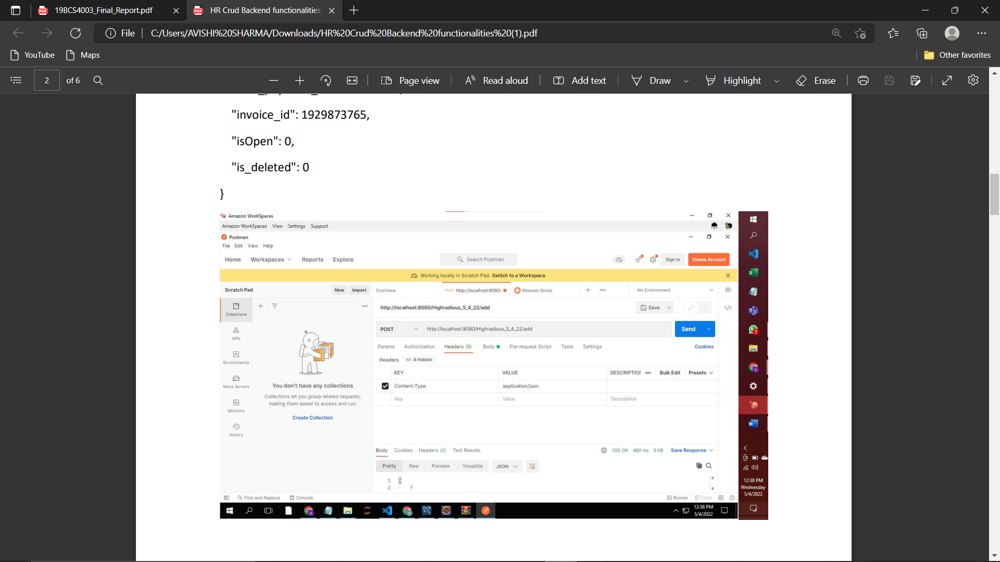 19BCS4003_Final_Report.pdf
HR Crud Backend functionalities
File
C:/Users/AVISHI%20SHARMA/Downloads/HR%20Crud%20Backend%20functionalities%20(1).pdf
YouTube Maps Other favorites
2 of 6 Page view Read aloud Add text Draw Highlight Erase
"invoice_id": 1929873765,
"isOpen": 0,
"is_deleted": 0
}
Amazon WorkSpaces
Amazon WorkSpaces View Settings Support
Postman
File Edit View Help
Home Workspaces Reports Explore Search Postman Sign In Create Account
Working locally in Scratch Pad. Switch to a Workspace
Scratch Pad New Import Overview POST http://localhost:8080/ Release Notes No Environment
http://localhost:8080/Highradious_5_4_22/add Save
Collections
POST http://localhost:8080/Highradious_5_4_22/add Send
APIs
Params Authorization Headers (9) Body Pre-request Script Tests Settings Cookies
Environments
Headers 8 hidden
KEY VALUE DESCRIPTION Bulk Edit Presets
Mock Servers
You don't have any collections
Content-Type application/json
Collections let you group related requests,
making them easier to access and run.
Key Value Description
Monitors
Create Collection
History
Body Cookies Headers (6) Test Results 200 OK 460 ms 5 KB Save Response
Pretty Raw Preview Visualize JSON
1 [
2 {
Find and Replace Console Runner Trash
12:38 PM
5/4/2022
12:38 PM
Wednesday
5/4/2022